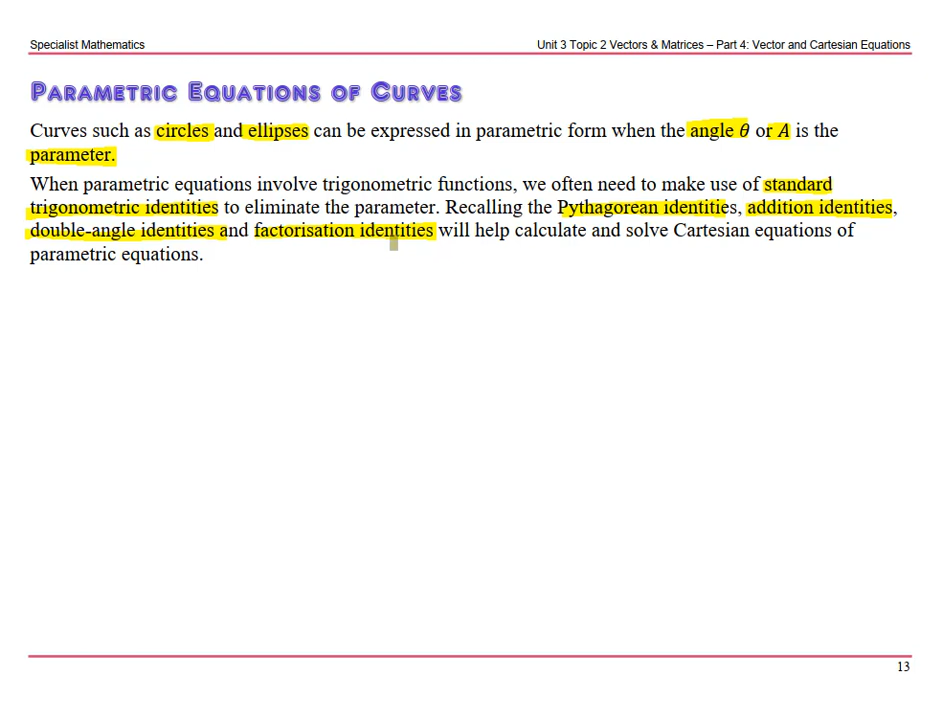 Specialist Mathematics
Unit 3 Topic 2 Vectors & Matrices – Part 4: Vector and Cartesian Equations
Parametric Equations of Curves
Curves such as circles and ellipses can be expressed in parametric form when the angle θ or A is the
parameter.
When parametric equations involve trigonometric functions, we often need to make use of standard
trigonometric identities to eliminate the parameter. Recalling the Pythagorean identities, addition identities,
double-angle identities and factorisation identities will help calculate and solve Cartesian equations of
parametric equations.
13